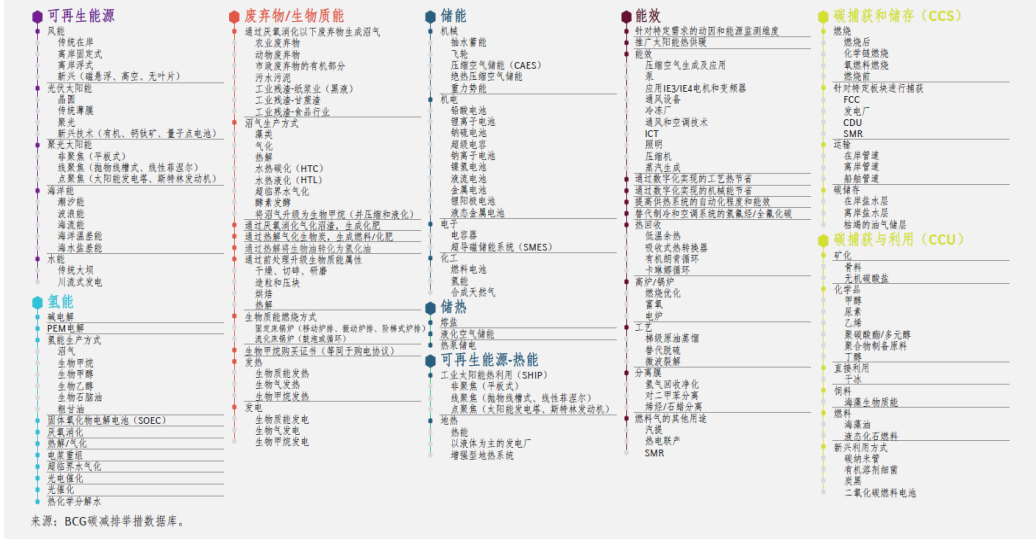 可再生能源
风能
传统在岸
离岸固定式
离岸浮式
新兴（磁悬浮、高空、无叶片）
光伏太阳能
晶圆
传统薄膜
聚光
新兴技术（有机、钙钛矿、量子点电池）
聚光太阳能
非聚焦（平板式）
线聚焦（抛物线槽式、线性菲涅尔）
点聚焦（太阳能发电塔、斯特林发动机）
海洋能
潮汐能
波浪能
海流能
海洋温差能
海水盐差能
水能
传统大坝
川流式发电
氢能
碱电解
PEM电解
氢能生产方式
沼气
生物甲烷
生物甲醇
生物乙醇
生物石脑油
粗甘油
固体氧化物电解电池（SOEC）
厌氧消化
热解/气化
电浆重组
超临界水气化
光电催化
光催化
热化学分解水
废弃物/生物质能
通过厌氧消化以下废弃物生成沼气
农业废弃物
动物废弃物
市政废弃物的有机部分
污水污泥
工业残渣-纸浆业（黑液）
工业残渣-甘蔗渣
工业残渣-食品行业
沼气生产方式
藻类
气化
热解
水热碳化（HTC）
水热液化（HTL）
超临界水气化
酵素发酵
将沼气升级为生物甲烷（并压缩和液化）
通过厌氧消化气化沼渣，生成化肥
通过热解气化生物炭，生成燃料/化肥
通过热解将生物油转化为氢化油
通过前处理升级生物质能属性
干燥、切碎、研磨
造粒和压块
烘焙
热解
生物质能燃烧方式
固定床锅炉（移动炉排、振动炉排、阶梯式炉排）
流化床锅炉（鼓泡或循环）
生物甲烷购买证书（等同于购电协议）
发热
生物质能发热
生物气发热
生物甲烷发热
发电
生物质能发电
生物气发电
生物甲烷发电
储能
机械
抽水蓄能
飞轮
压缩空气储能（CAES）
绝热压缩空气储能
重力势能
机电
铅酸电池
锂离子电池
钠硫电池
超级电容
钠离子电池
镍氢电池
液流电池
金属电池
锂阳极电池
液态金属电池
电子
电容器
超导磁储能系统（SMES）
化工
燃料电池
氢能
合成天然气
储热
熔盐
液化空气储能
热泵储电
可再生能源-热能
工业太阳能热利用（SHIP）
非聚焦（平板式）
线聚焦（抛物线槽式、线性菲涅尔）
点聚焦（太阳能发电塔、斯特林发动机）
地热
热能
以液体为主的发电厂
增强型地热系统
能效
针对特定需求的动因和能源监测维度
推广太阳能热供暖
能效
压缩空气生成及应用
泵
应用IE3/IE4电机和变频器
通风设备
冷冻厂
通风和空调技术
ICT
照明
压缩机
蒸汽生成
通过数字化实现的工艺热节省
通过数字化实现的机械能节省
提高供热系统的自动化程度和能效
替代制冷和空调系统的氢氟烃/全氟化碳
热回收
低温余热
吸收式热转换器
有机朗肯循环
卡琳娜循环
高炉/锅炉
燃烧优化
富氧
电炉
工艺
梯级原油蒸馏
替代脱硫
微波裂解
分离膜
氢气回收净化
对二甲苯分离
烯烃/石蜡分离
燃料气的其他用途
汽提
热电联产
SMR
碳捕获和储存（CCS）
燃烧
燃烧后
化学链燃烧
氧燃料燃烧
燃烧前
针对特定板块进行捕获
FCC
发电厂
CDU
SMR
运输
在岸管道
离岸管道
船舶管道
碳储存
在岸盐水层
离岸盐水层
枯竭的油气储层
碳捕获与利用（CCU）
矿化
骨料
无机碳酸盐
化学品
甲醇
尿素
乙烯
聚碳酸酯/多元醇
聚合物制备原料
丁醇
直接利用
干冰
饲料
海藻生物质能
燃料
海藻油
液态化石燃料
新兴利用方式
碳纳米管
有机溶剂细菌
炭黑
二氧化碳燃料电池
来源：BCG碳减排举措数据库。